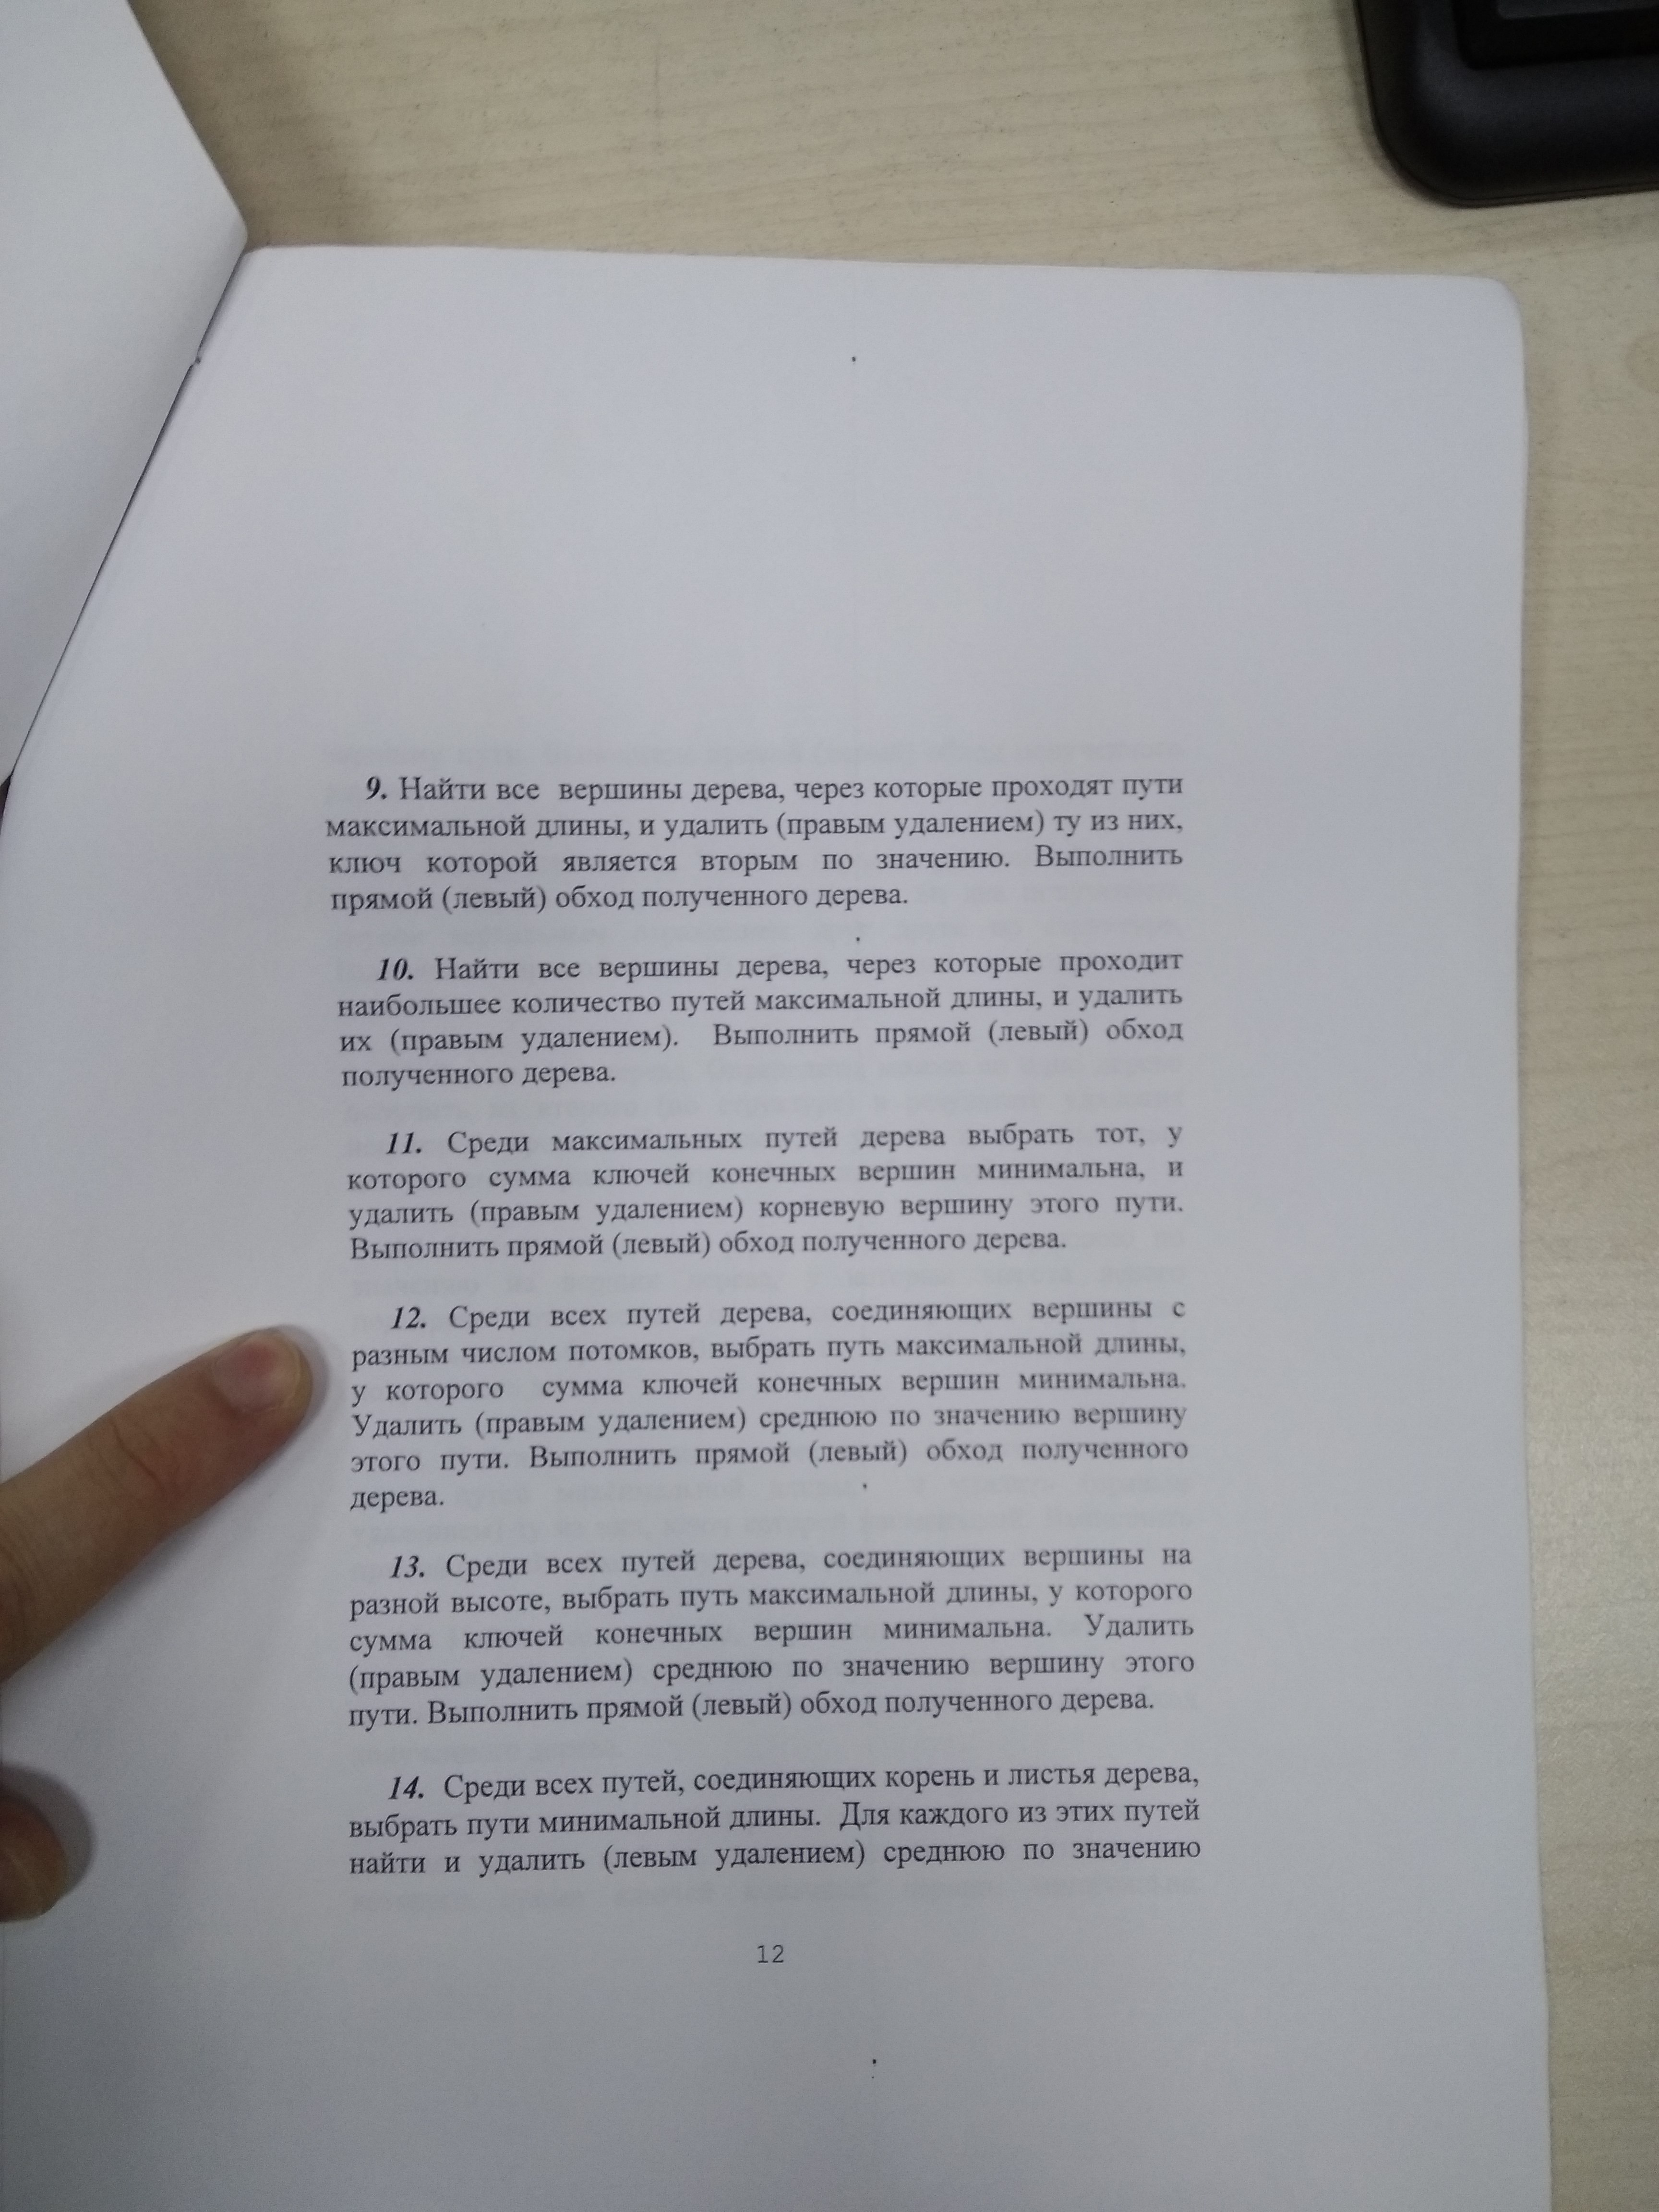 9. Найти все вершины дерева, через которые проходят пути
максимальной длины, и удалить (правым удалением) ту из них,
ключ которой является вторым по значению. Выполнить
прямой (левый) обход полученного дерева.
10. Найти все вершины дерева, через которые проходит
наибольшее количество путей максимальной длины, и удалить
их (правым удалением). Выполнить прямой (левый) обход
полученного дерева.
11. Среди максимальных путей дерева выбрать тот, у
которого сумма ключей конечных вершин минимальна, и
удалить (правым удалением) корневую вершину этого пути.
Выполнить прямой (левый) обход полученного дерева.
12. Среди всех путей дерева, соединяющих вершины с
разным числом потомков, выбрать путь максимальной длины,
у которого сумма ключей конечных вершин минимальна.
Удалить (правым удалением) среднюю по значению вершину
этого пути. Выполнить прямой (левый) обход полученного
дерева.
13. Среди всех путей дерева, соединяющих вершины на
разной высоте, выбрать путь максимальной длины, у которого
сумма ключей конечных вершин минимальна. Удалить
(правым удалением) среднюю по значению вершину этого
пути. Выполнить прямой (левый) обход полученного дерева.
14. Среди всех путей, соединяющих корень и листья дерева,
выбрать пути минимальной длины. Для каждого из этих путей
найти и удалить (левым удалением) среднюю по значению
12